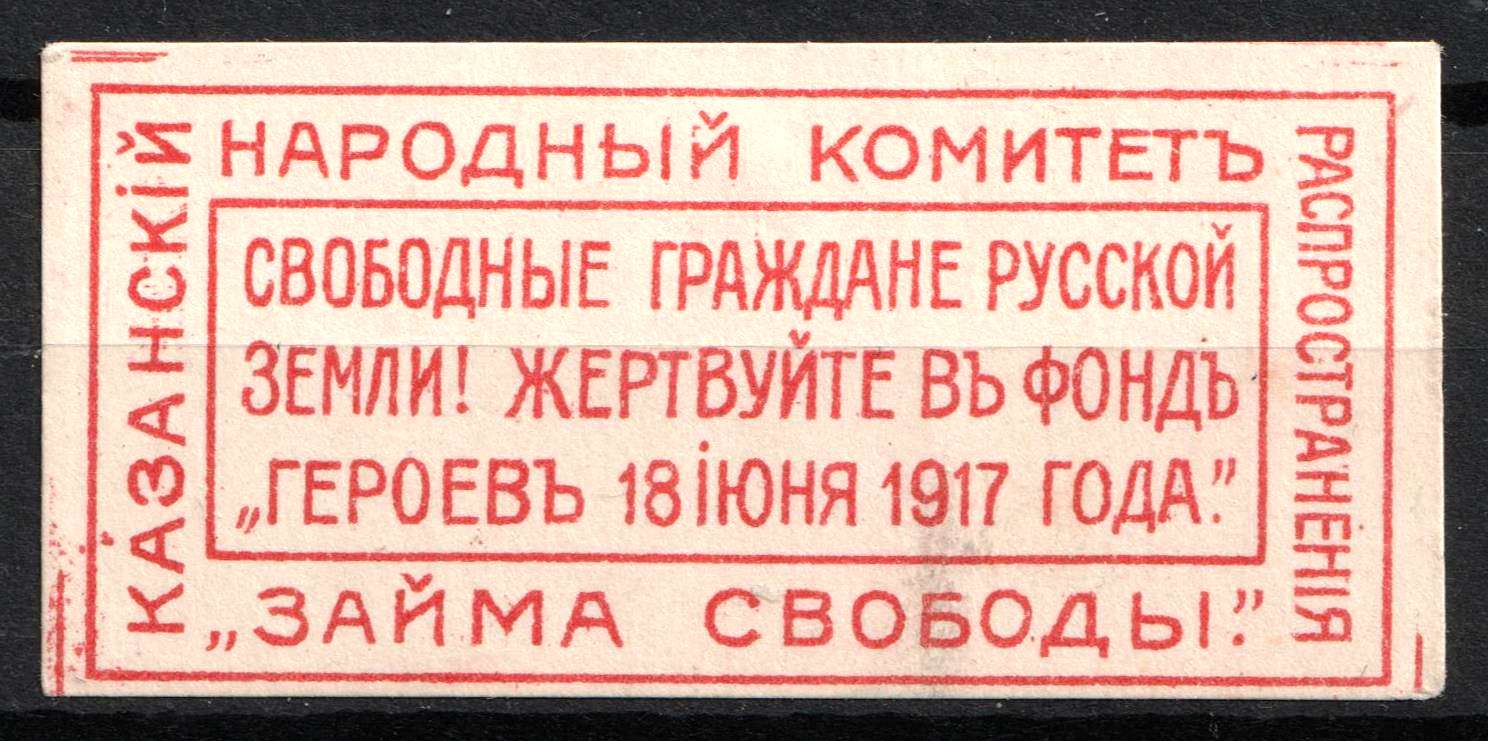 КАЗАНСКІЙ
НАРОДНЫЙ КОМИТЕТЪ
РАСПРОСТРАНЕНІЯ
„ЗАЙМА СВОБОДЫ."
СВОБОДНЫЕ ГРАЖДАНЕ РУССКОЙ
ЗЕМЛИ! ЖЕРТВУЙТЕ ВЪ ФОНДЪ
„ГЕРОЕВЪ 18 ІЮНЯ 1917 ГОДА."